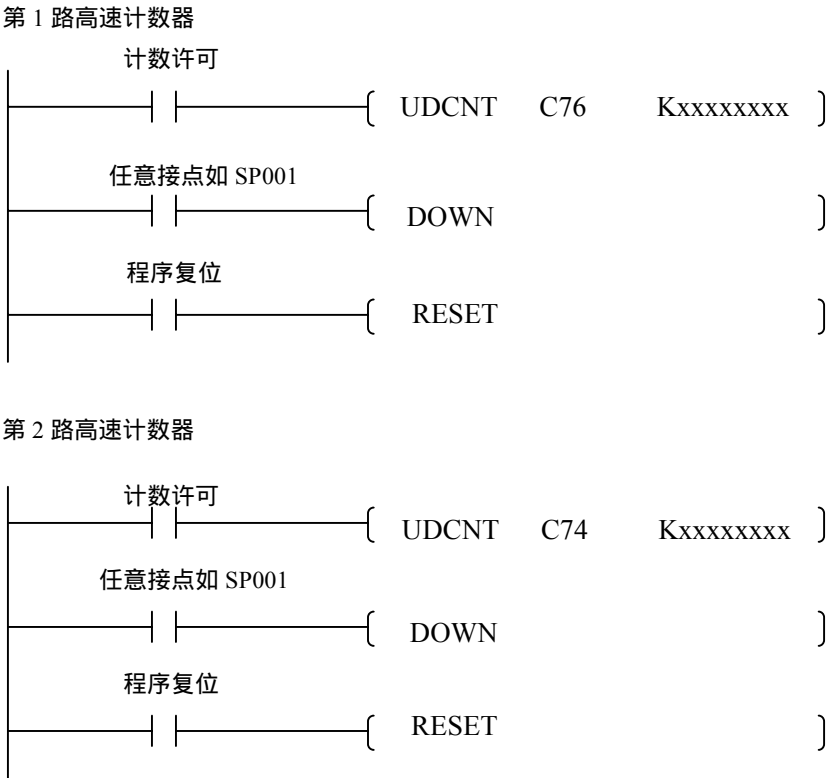 第 1 路高速计数器
计数许可
UDCNT C76 Kxxxxxxxx
任意接点如 SP001
DOWN
程序复位
RESET
第 2 路高速计数器
计数许可
UDCNT C74 Kxxxxxxxx
任意接点如 SP001
DOWN
程序复位
RESET